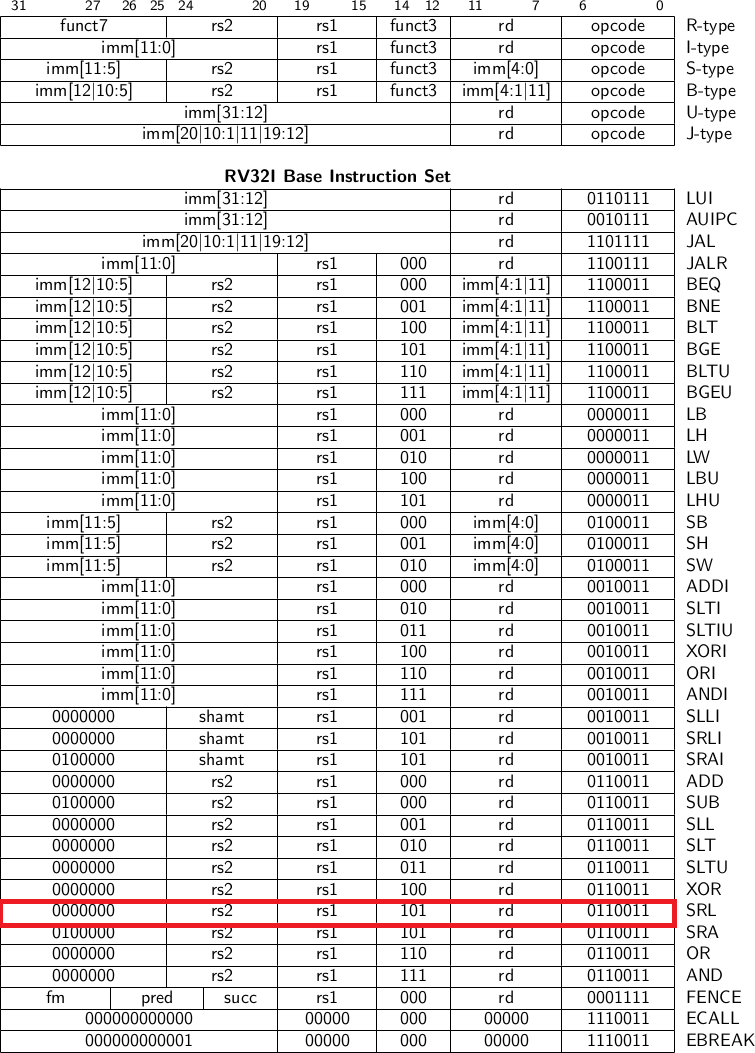 31 27 26 25 24 20 19 15 14 12 11 7 6 0
funct7 rs2 rs1 funct3 rd opcode R-type
imm[11:0] rs1 funct3 rd opcode I-type
imm[11:5] rs2 rs1 funct3 imm[4:0] opcode S-type
imm[12|10:5] rs2 rs1 funct3 imm[4:1|11] opcode B-type
imm[31:12] rd opcode U-type
imm[20|10:1|11|19:12] rd opcode J-type
RV32I Base Instruction Set
imm[31:12] rd 0110111 LUI
imm[31:12] rd 0010111 AUIPC
imm[20|10:1|11|19:12] rd 1101111 JAL
imm[11:0] rs1 000 rd 1100111 JALR
imm[12|10:5] rs2 rs1 000 imm[4:1|11] 1100011 BEQ
imm[12|10:5] rs2 rs1 001 imm[4:1|11] 1100011 BNE
imm[12|10:5] rs2 rs1 100 imm[4:1|11] 1100011 BLT
imm[12|10:5] rs2 rs1 101 imm[4:1|11] 1100011 BGE
imm[12|10:5] rs2 rs1 110 imm[4:1|11] 1100011 BLTU
imm[12|10:5] rs2 rs1 111 imm[4:1|11] 1100011 BGEU
imm[11:0] rs1 000 rd 0000011 LB
imm[11:0] rs1 001 rd 0000011 LH
imm[11:0] rs1 010 rd 0000011 LW
imm[11:0] rs1 100 rd 0000011 LBU
imm[11:0] rs1 101 rd 0000011 LHU
imm[11:5] rs2 rs1 000 imm[4:0] 0100011 SB
imm[11:5] rs2 rs1 001 imm[4:0] 0100011 SH
imm[11:5] rs2 rs1 010 imm[4:0] 0100011 SW
imm[11:0] rs1 000 rd 0010011 ADDI
imm[11:0] rs1 010 rd 0010011 SLTI
imm[11:0] rs1 011 rd 0010011 SLTIU
imm[11:0] rs1 100 rd 0010011 XORI
imm[11:0] rs1 110 rd 0010011 ORI
imm[11:0] rs1 111 rd 0010011 ANDI
0000000 shamt rs1 001 rd 0010011 SLLI
0000000 shamt rs1 101 rd 0010011 SRLI
0100000 shamt rs1 101 rd 0010011 SRAI
0000000 rs2 rs1 000 rd 0110011 ADD
0100000 rs2 rs1 000 rd 0110011 SUB
0000000 rs2 rs1 001 rd 0110011 SLL
0000000 rs2 rs1 010 rd 0110011 SLT
0000000 rs2 rs1 011 rd 0110011 SLTU
0000000 rs2 rs1 100 rd 0110011 XOR
0000000 rs2 rs1 101 rd 0110011 SRL
0100000 rs2 rs1 101 rd 0110011 SRA
0000000 rs2 rs1 110 rd 0110011 OR
0000000 rs2 rs1 111 rd 0110011 AND
fm pred succ rs1 000 rd 0001111 FENCE
000000000000 00000 000 00000 1110011 ECALL
000000000001 00000 000 00000 1110011 EBREAK